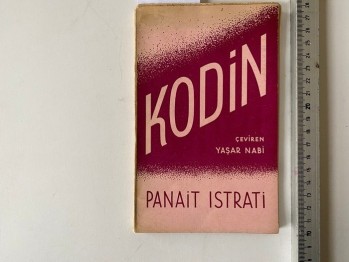 KODiN
ÇEVİREN
YAŞAR NABİ
PANAiT ISTRATi